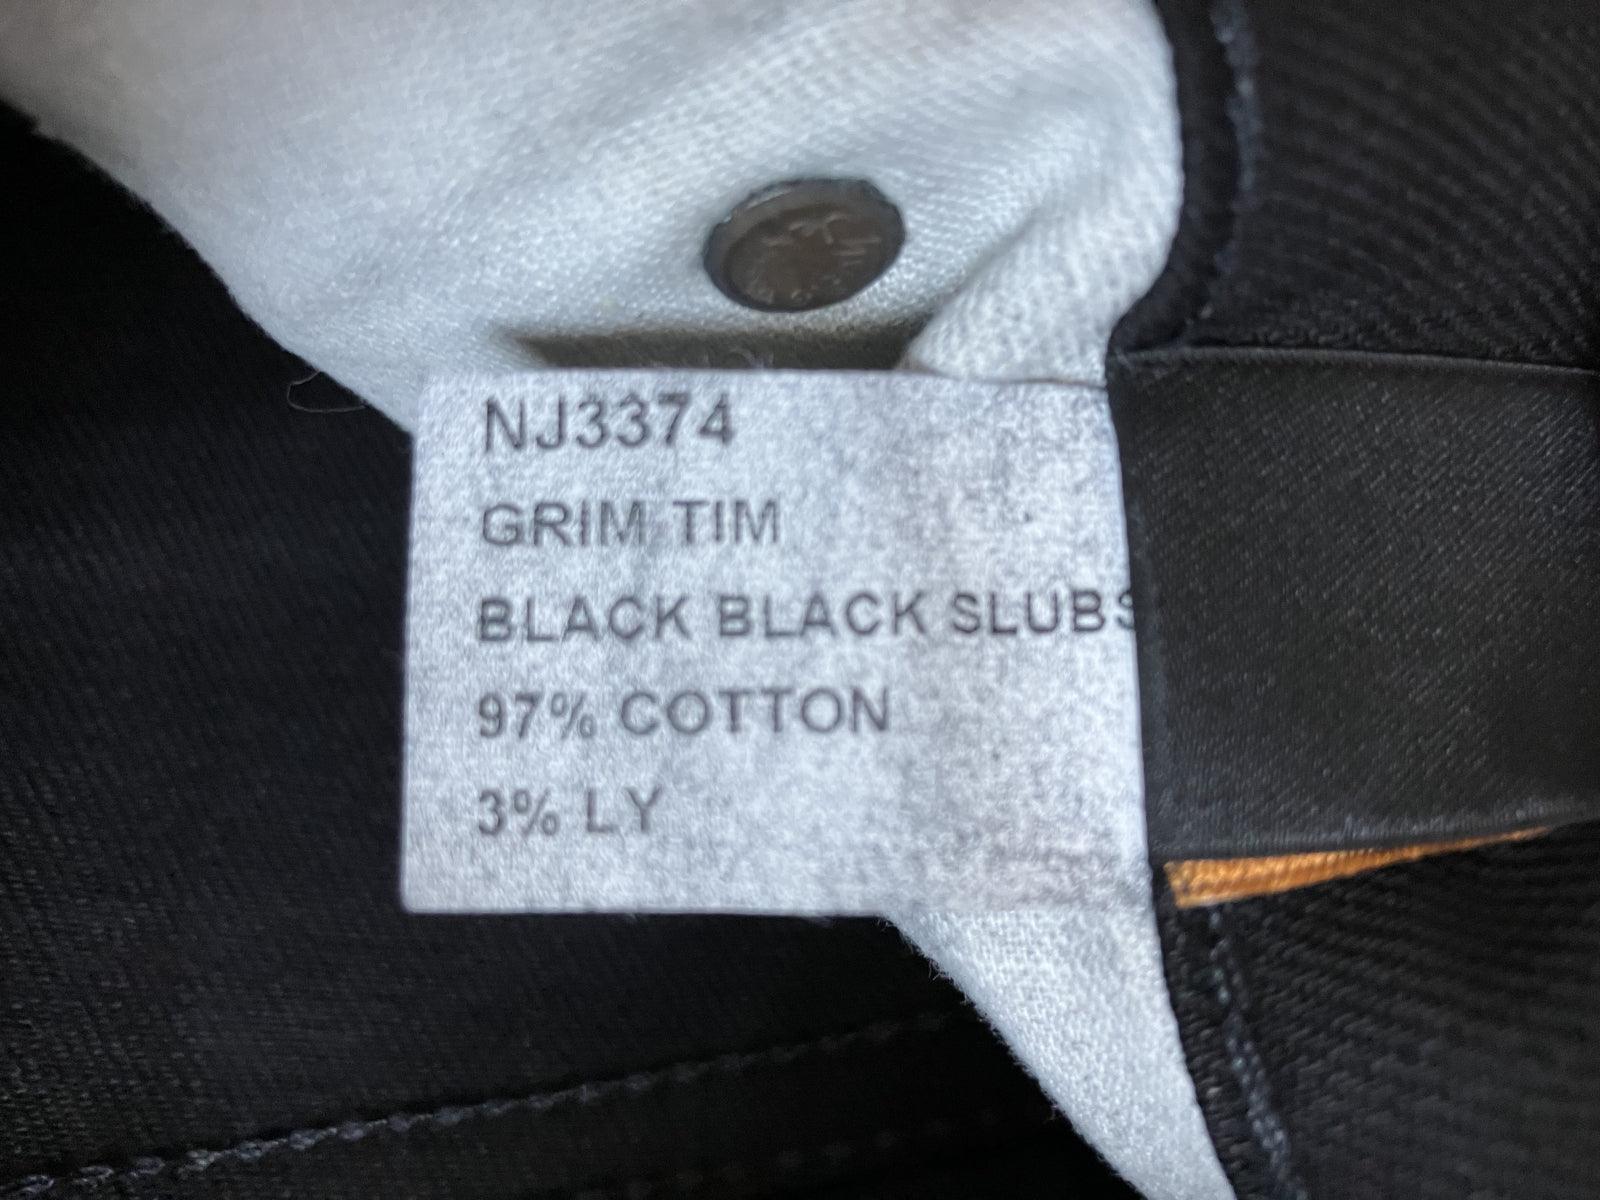 NJ3374
GRIM TIM
BLACK BLACK SLUBS
97% COTTON
3% LY